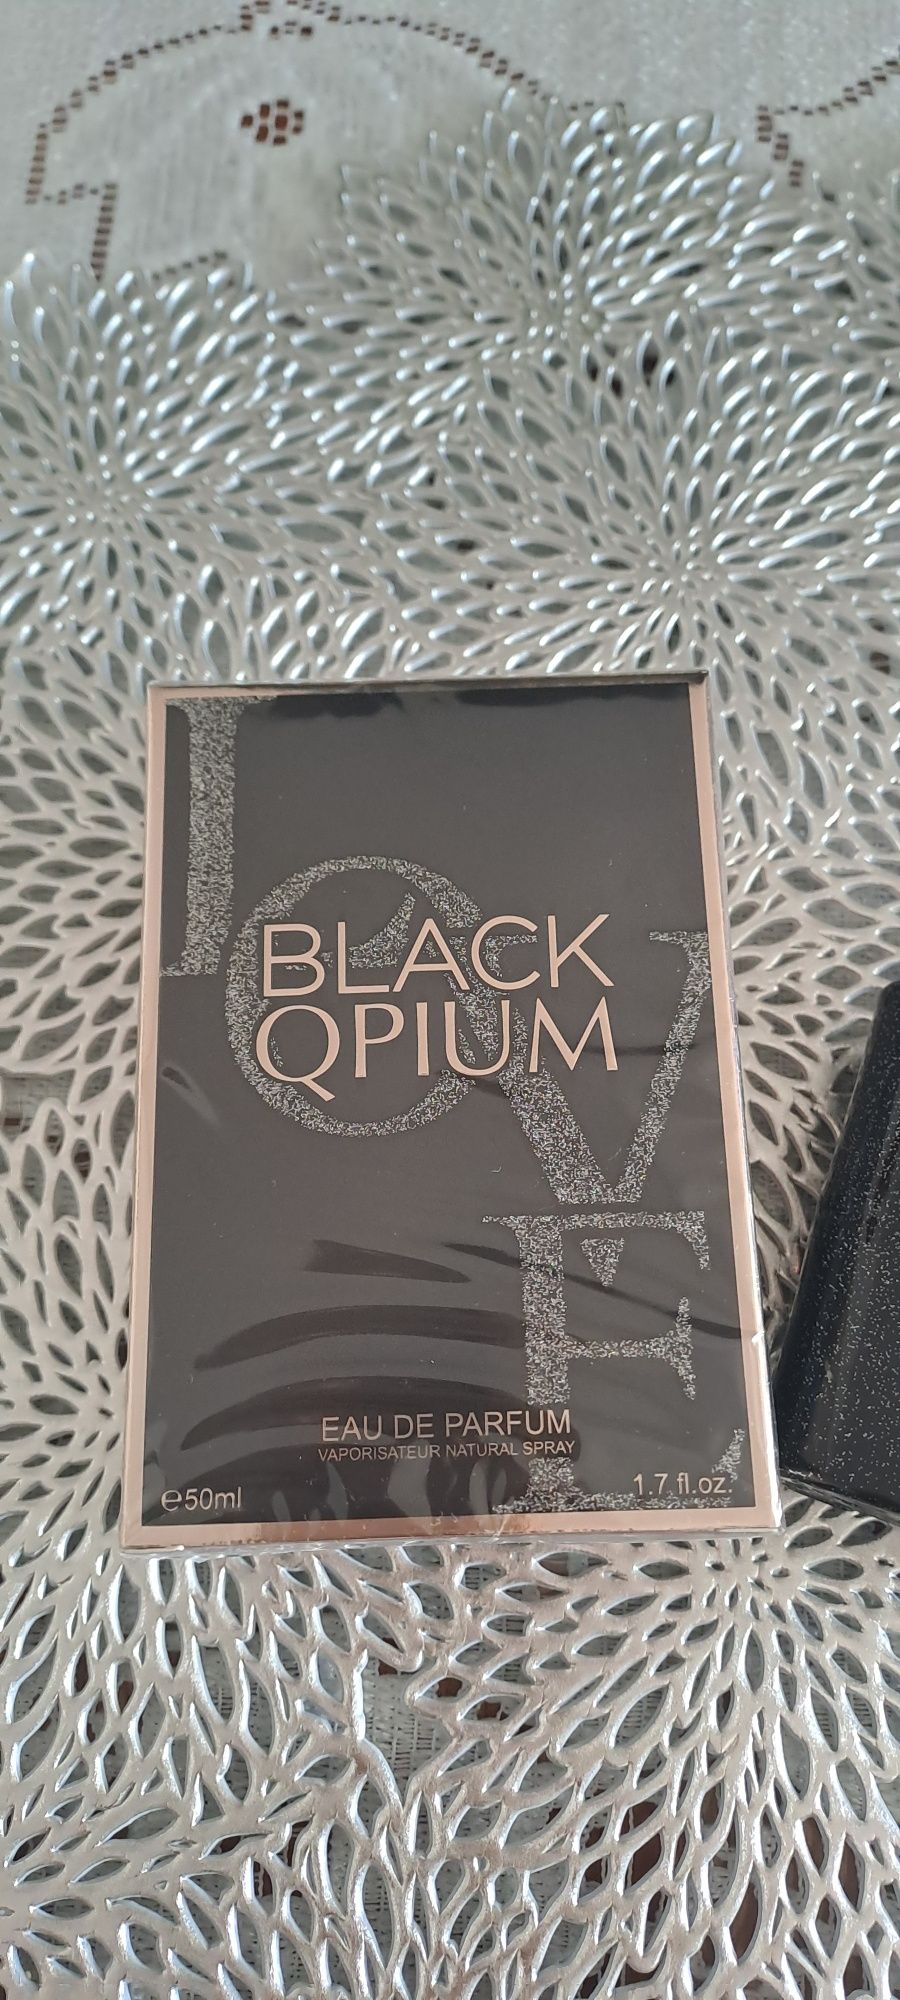 LOVE
BLACK
QPIUM
EAU DE PARFUM
VAPORISATEUR NATURAL SPRAY
℮50ml
1.7 fl.oz.